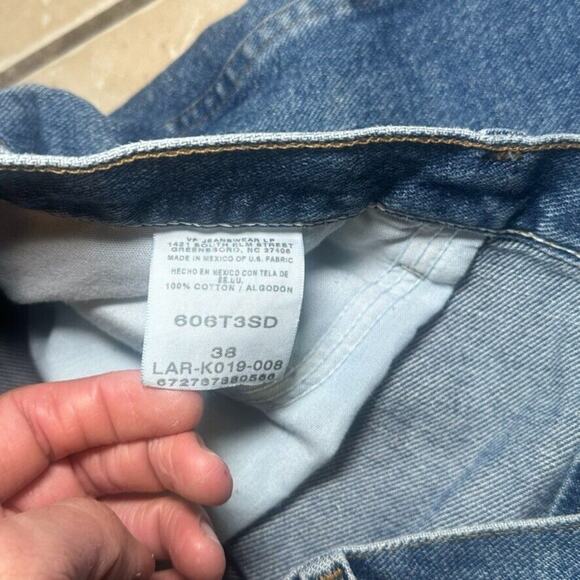 VF JEANSWEAR LP
1421 SOUTH ELM STREET
GREENSBORO, NC 27406
MADE IN MEXICO OF U.S. FABRIC
HECHO EN MEXICO CON TELA DE
EE.UU.
100% COTTON / ALGODON
606T3SD
38
LAR-K019-008
672737880566